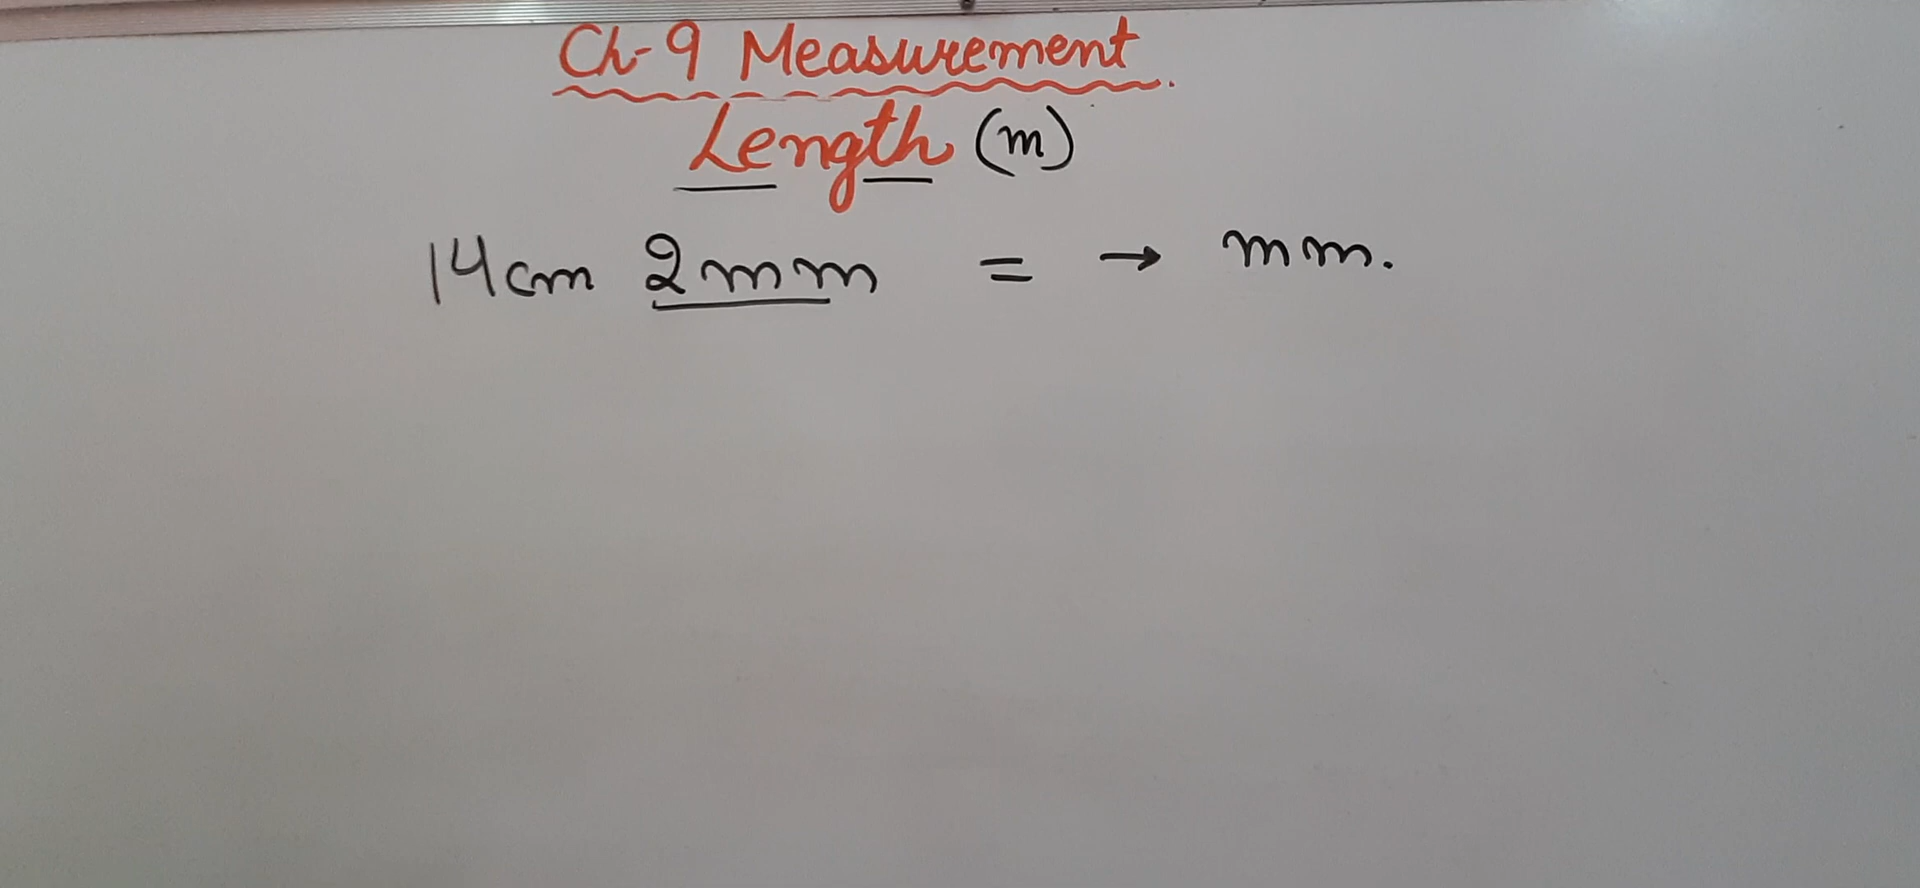 Ch-9 Measurement.
Length (m)
14cm 2mm = → mm.